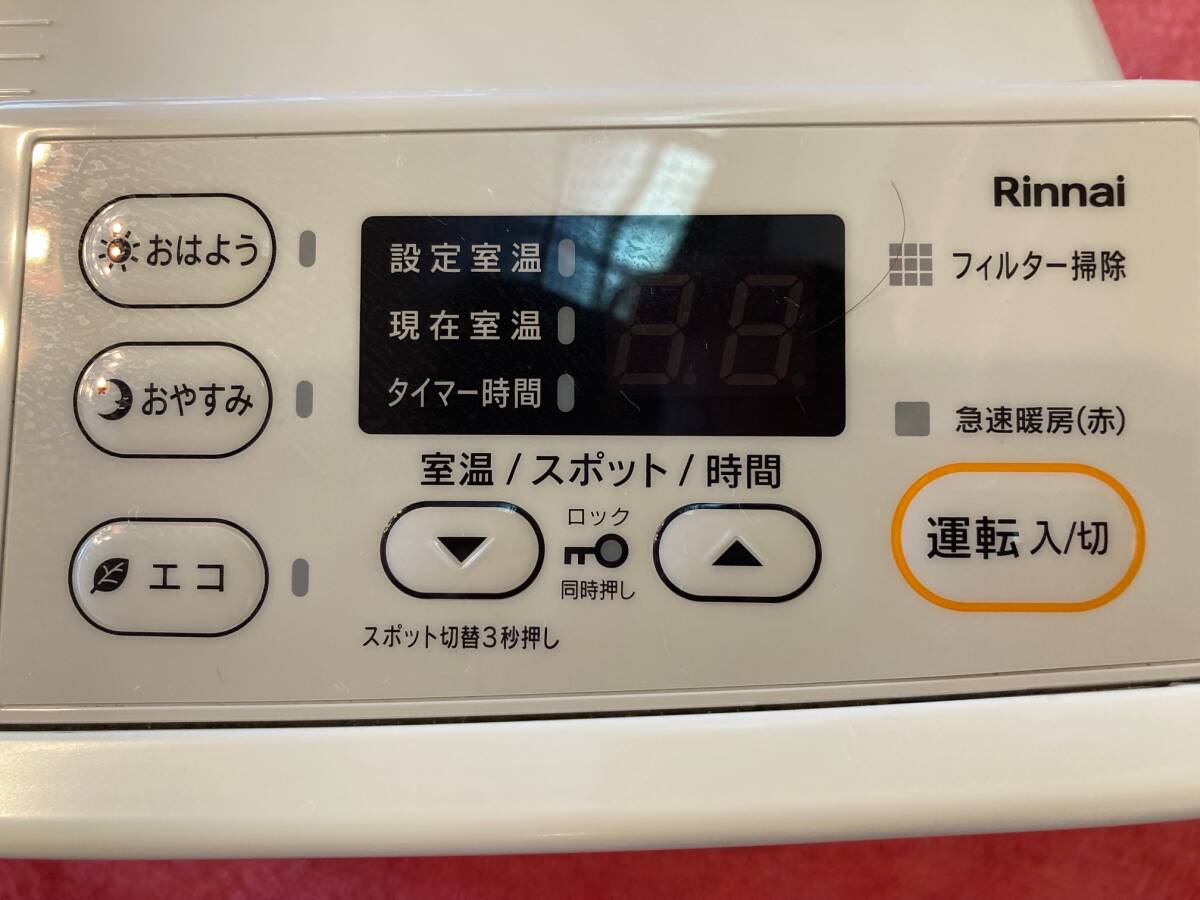 Rinnai
おはよう
設定室温
フィルター掃除
現在室温
おやすみ
タイマー時間
急速暖房(赤)
室温/スポット/時間
ロック
運転 入/切
エコ
同時押し
スポット切替3秒押し